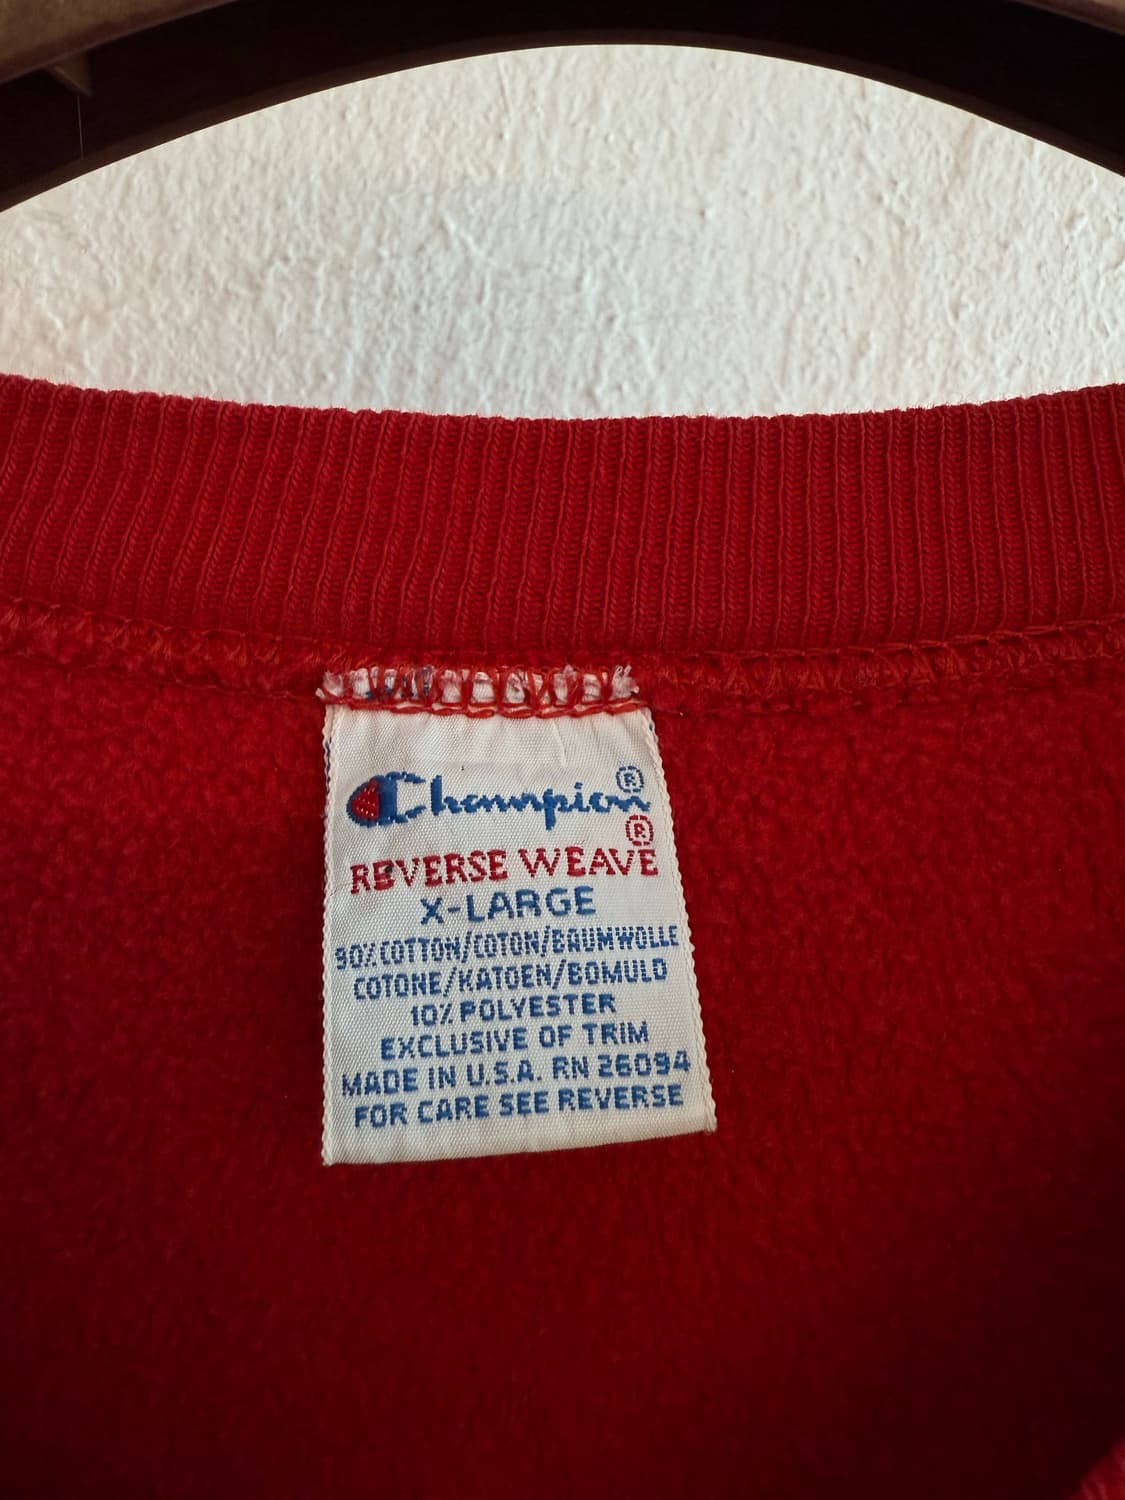 Champion®
REVERSE WEAVE®
X-LARGE
90% COTTON/COTON/BAUMWOLLE
COTONE/KATOEN/BOMULD
10% POLYESTER
EXCLUSIVE OF TRIM
MADE IN U.S.A. RN 26094
FOR CARE SEE REVERSE